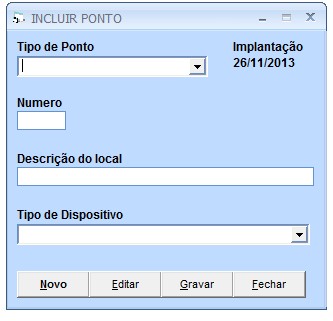 INCLUIR PONTO
Tipo de Ponto
Implantação
26/11/2013
Numero
Descrição do local
Tipo de Dispositivo
Novo Editar Gravar Fechar